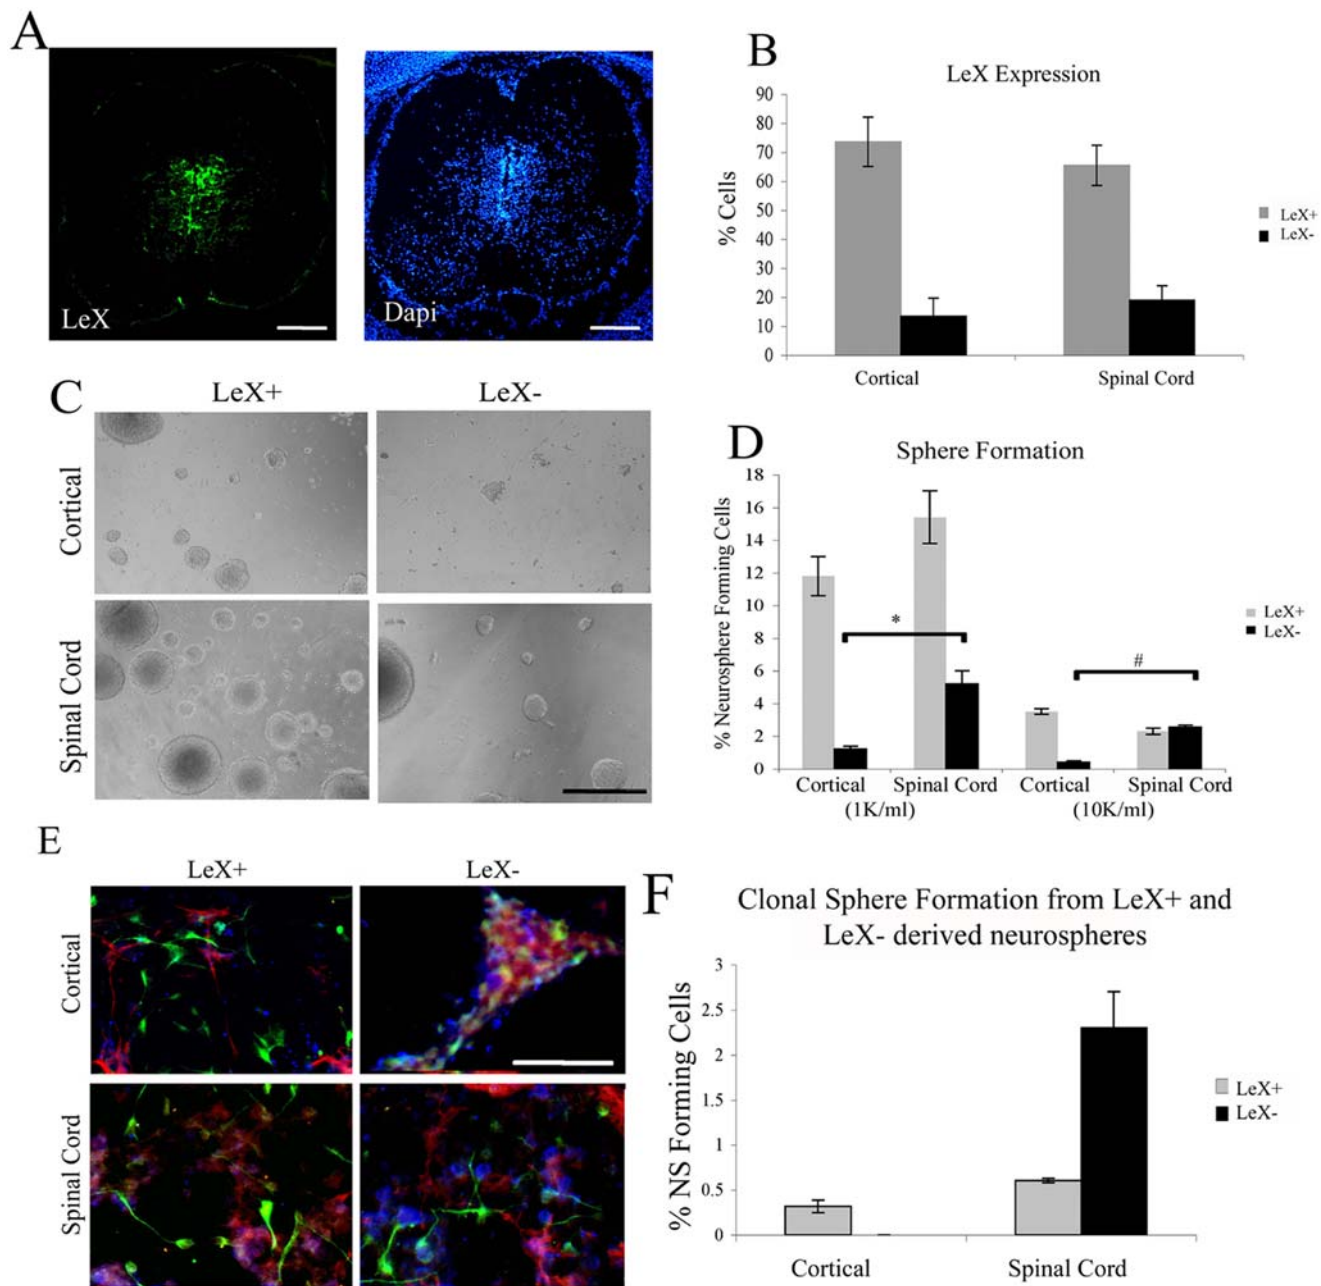 A
LeX
Dapi
B
LeX Expression
90
80
70
60
50
40
30
20
10
0
% Cells
Cortical
Spinal Cord
LeX+
LeX-
C
LeX+
LeX-
Cortical
Spinal Cord
D
Sphere Formation
18
16
14
12
10
8
6
4
2
0
% Neurosphere Forming Cells
*
#
Cortical
Spinal Cord
Cortical
Spinal Cord
(1K/ml)
(10K/ml)
LeX+
LeX-
E
LeX+
LeX-
Cortical
Spinal Cord
F
Clonal Sphere Formation from LeX+ and
LeX- derived neurospheres
3
2.5
2
1.5
1
0.5
0
% NS Forming Cells
Cortical
Spinal Cord
LeX+
LeX-